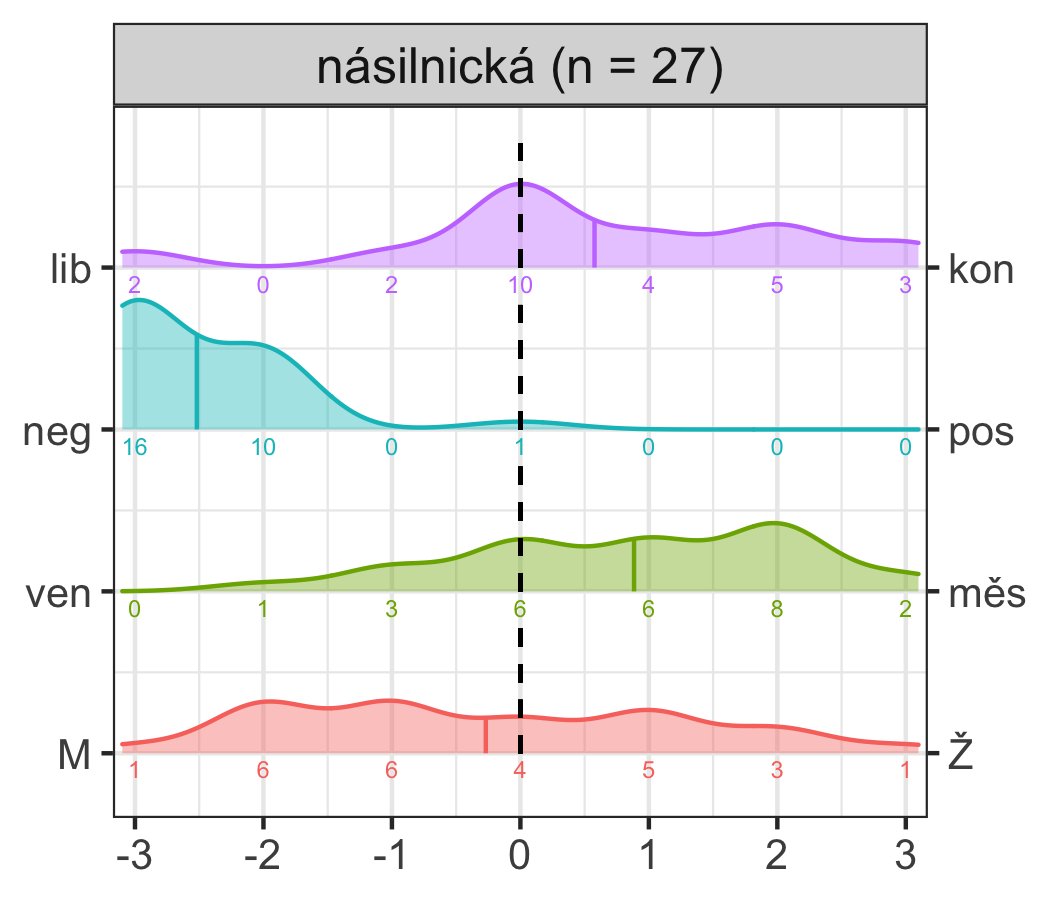 násilnická (n = 27)
lib kon
2 0 2 10 4 5 3
neg pos
16 10 0 1 0 0 0
ven měs
0 1 3 6 6 8 2
M Ž
1 6 6 4 5 3 1
-3 -2 -1 0 1 2 3